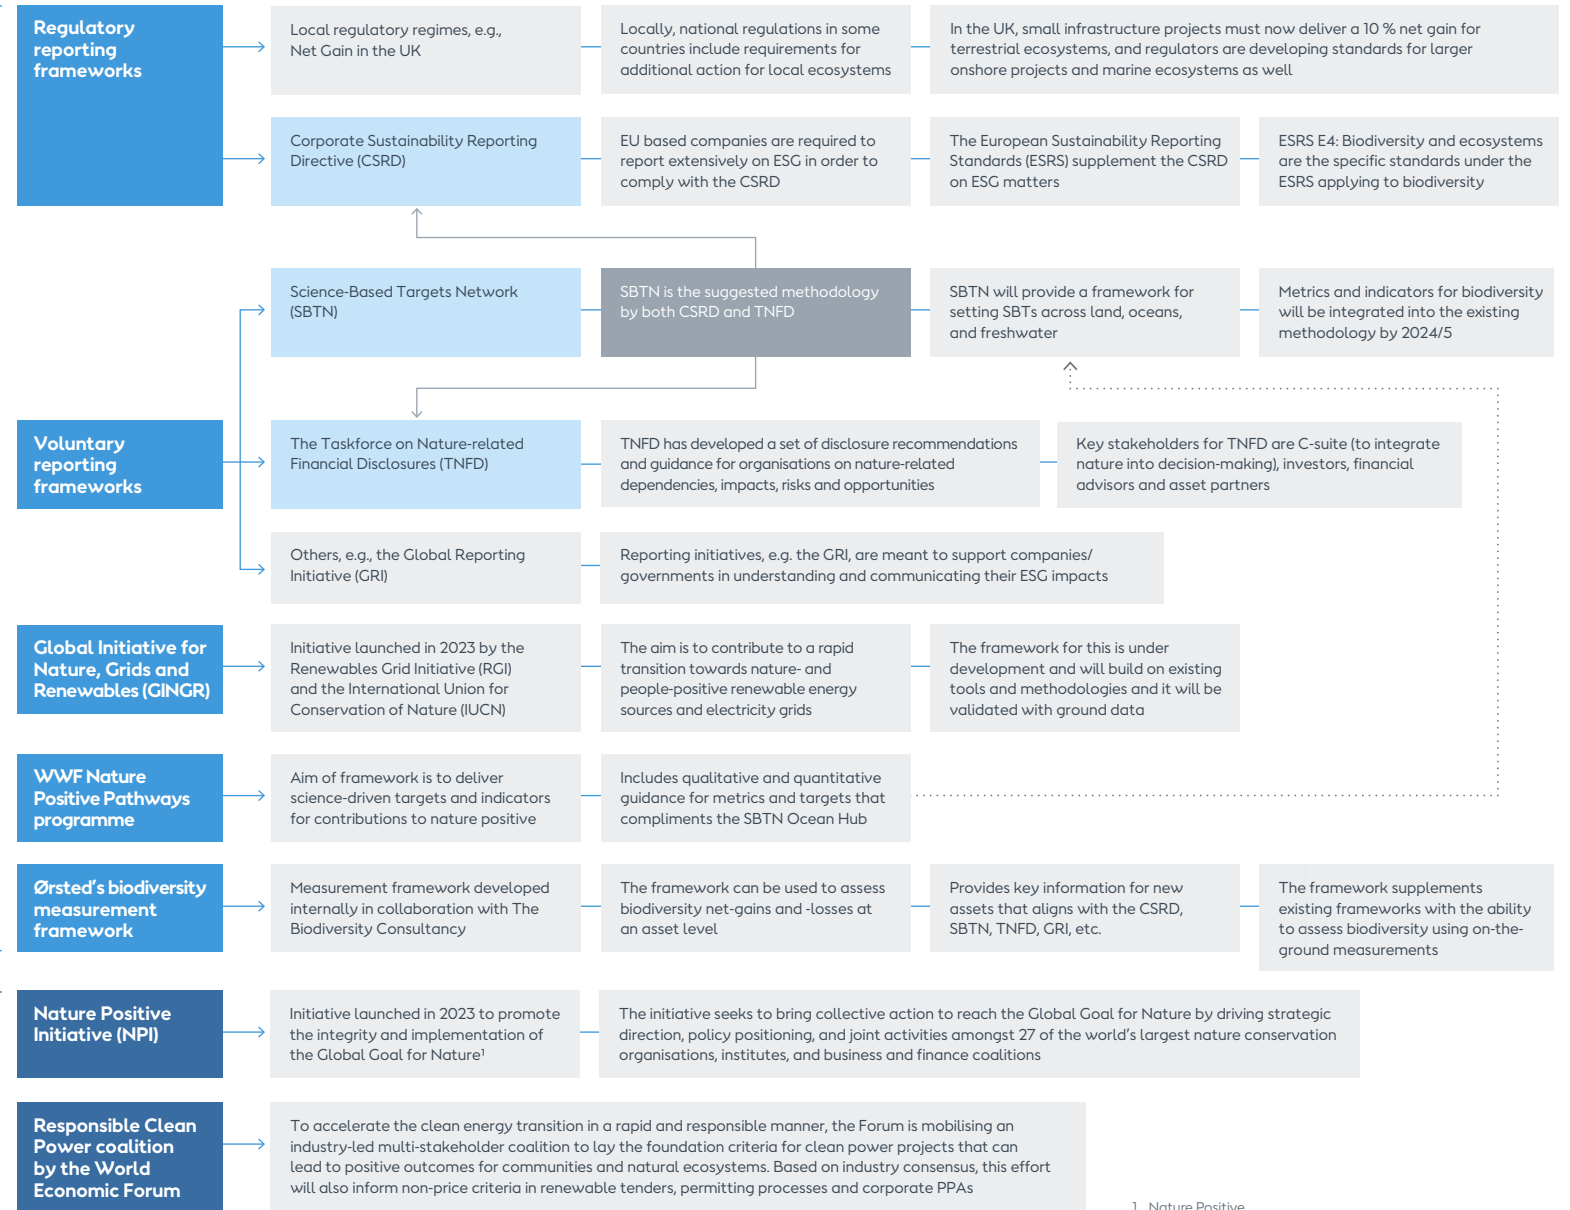 Regulatory
reporting
frameworks
Local regulatory regimes, e.g.,
Net Gain in the UK
Locally, national regulations in some
countries include requirements for
additional action for local ecosystems
In the UK, small infrastructure projects must now deliver a 10 % net gain for
terrestrial ecosystems, and regulators are developing standards for larger
onshore projects and marine ecosystems as well
Corporate Sustainability Reporting
Directive (CSRD)
EU based companies are required to
report extensively on ESG in order to
comply with the CSRD
The European Sustainability Reporting
Standards (ESRS) supplement the CSRD
on ESG matters
ESRS E4: Biodiversity and ecosystems
are the specific standards under the
ESRS applying to biodiversity
Science-Based Targets Network
(SBTN)
SBTN is the suggested methodology
by both CSRD and TNFD
SBTN will provide a framework for
setting SBTs across land, oceans,
and freshwater
Metrics and indicators for biodiversity
will be integrated into the existing
methodology by 2024/5
Voluntary
reporting
frameworks
The Taskforce on Nature-related
Financial Disclosures (TNFD)
TNFD has developed a set of disclosure recommendations
and guidance for organisations on nature-related
dependencies, impacts, risks and opportunities
Key stakeholders for TNFD are C-suite (to integrate
nature into decision-making), investors, financial
advisors and asset partners
Others, e.g., the Global Reporting
Initiative (GRI)
Reporting initiatives, e.g. the GRI, are meant to support companies/
governments in understanding and communicating their ESG impacts
Global Initiative for
Nature, Grids and
Renewables (GINGR)
Initiative launched in 2023 by the
Renewables Grid Initiative (RGI)
and the International Union for
Conservation of Nature (IUCN)
The aim is to contribute to a rapid
transition towards nature- and
people-positive renewable energy
sources and electricity grids
The framework for this is under
development and will build on existing
tools and methodologies and it will be
validated with ground data
WWF Nature
Positive Pathways
programme
Aim of framework is to deliver
science-driven targets and indicators
for contributions to nature positive
Includes qualitative and quantitative
guidance for metrics and targets that
compliments the SBTN Ocean Hub
Ørsted's biodiversity
measurement
framework
Measurement framework developed
internally in collaboration with The
Biodiversity Consultancy
The framework can be used to assess
biodiversity net-gains and -losses at
an asset level
Provides key information for new
assets that aligns with the CSRD,
SBTN, TNFD, GRI, etc.
The framework supplements
existing frameworks with the ability
to assess biodiversity using on-the-
ground measurements
Nature Positive
Initiative (NPI)
Initiative launched in 2023 to promote
the integrity and implementation of
the Global Goal for Nature¹
The initiative seeks to bring collective action to reach the Global Goal for Nature by driving strategic
direction, policy positioning, and joint activities amongst 27 of the world's largest nature conservation
organisations, institutes, and business and finance coalitions
Responsible Clean
Power coalition
by the World
Economic Forum
To accelerate the clean energy transition in a rapid and responsible manner, the Forum is mobilising an
industry-led multi-stakeholder coalition to lay the foundation criteria for clean power projects that can
lead to positive outcomes for communities and natural ecosystems. Based on industry consensus, this effort
will also inform non-price criteria in renewable tenders, permitting processes and corporate PPAs
1 Nature Positive